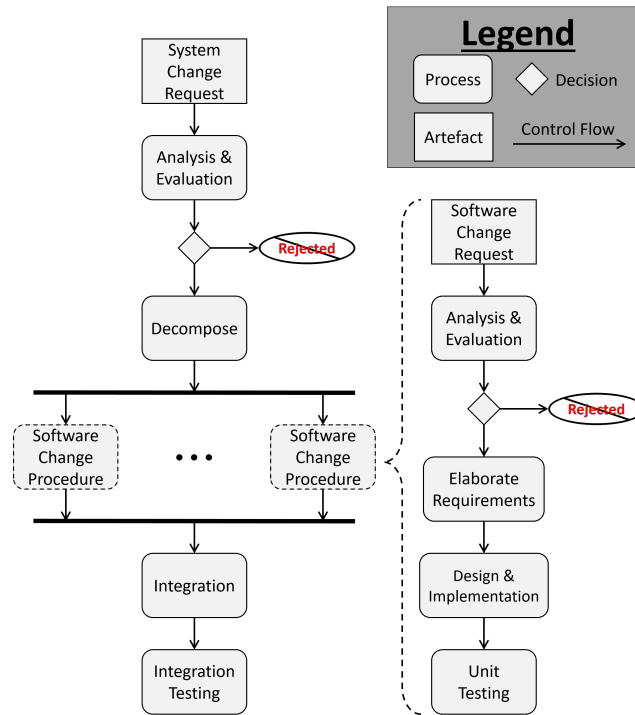 System
Change
Request
Analysis &
Evaluation
Rejected
Decompose
Software
Change
Procedure
• • •
Software
Change
Procedure
Integration
Integration
Testing
Legend
Process
Decision
Artefact
Control Flow
Software
Change
Request
Analysis &
Evaluation
Rejected
Elaborate
Requirements
Design &
Implementation
Unit
Testing